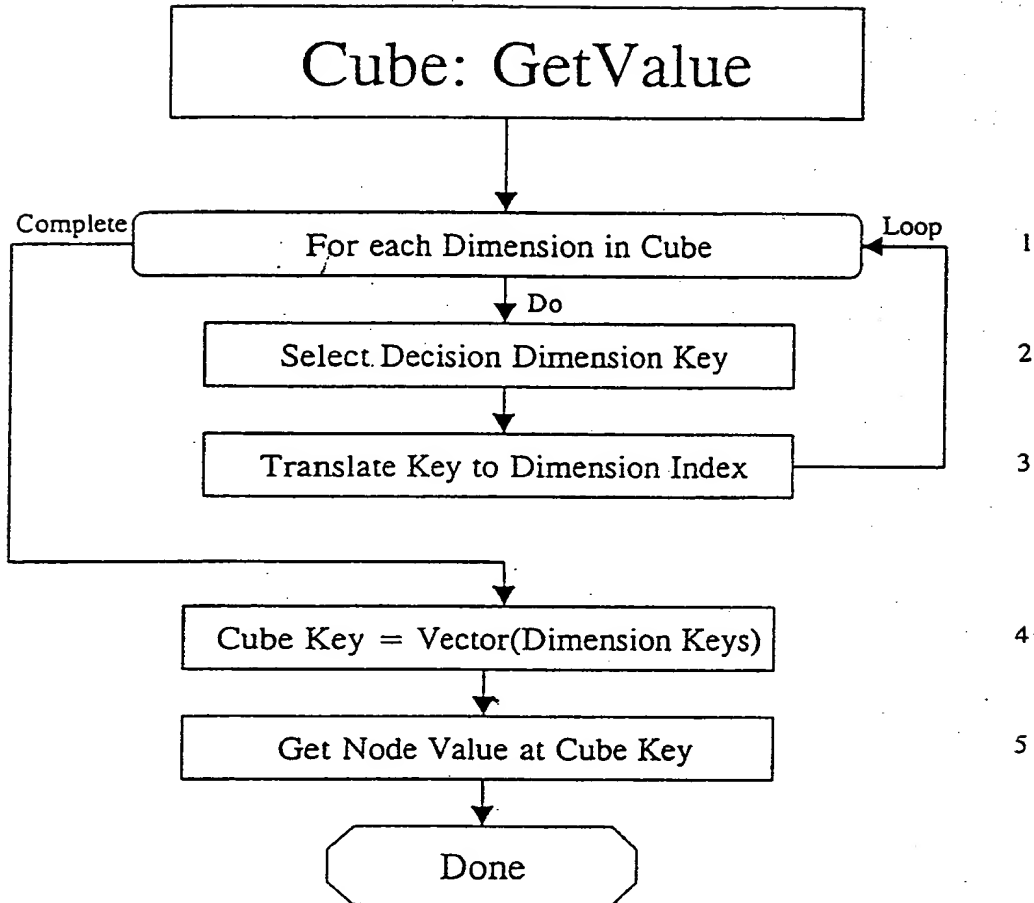 Cube: GetValue
Complete
For each Dimension in Cube
Loop
1
Do
Select Decision Dimension Key
2
Translate Key to Dimension Index
3
Cube Key = Vector(Dimension Keys)
4
Get Node Value at Cube Key
5
Done